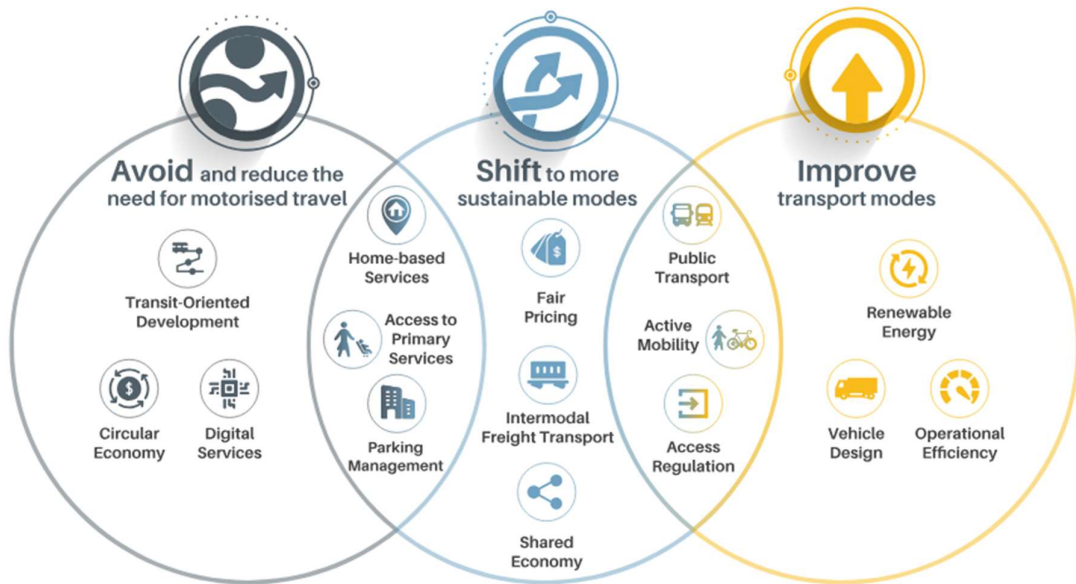 Avoid and reduce the
need for motorised travel
Shift to more
sustainable modes
Improve
transport modes
Transit-Oriented
Development
Circular
Economy
Digital
Services
Home-based
Services
Access to
Primary
Services
Parking
Management
Fair
Pricing
Intermodal
Freight Transport
Shared
Economy
Public
Transport
Active
Mobility
Access
Regulation
Renewable
Energy
Vehicle
Design
Operational
Efficiency
$
$